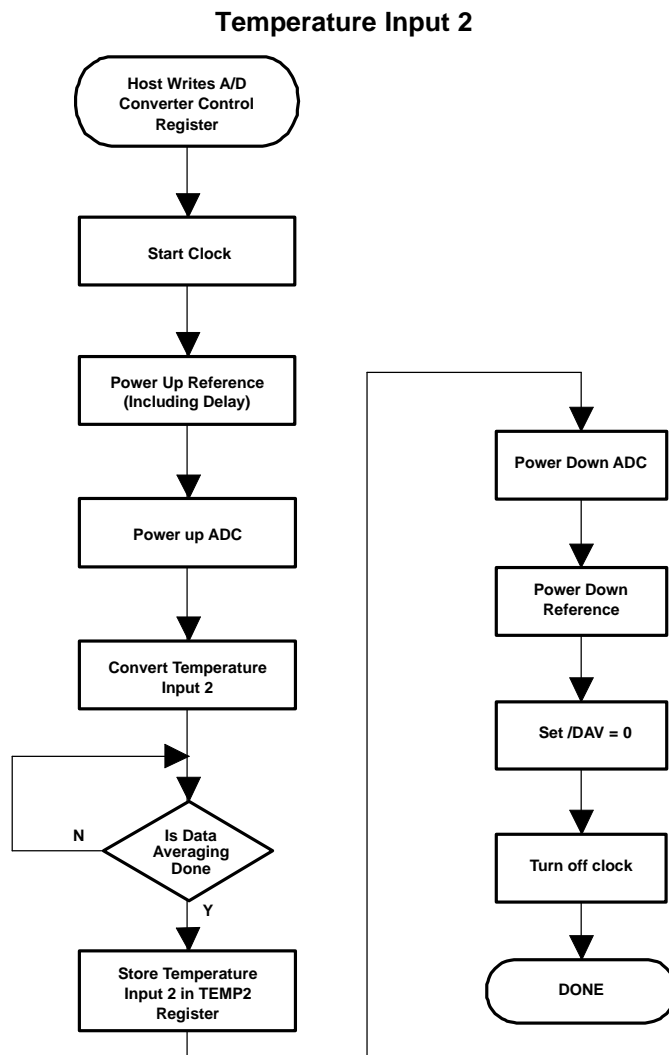 Temperature Input 2
Host Writes A/D
Converter Control
Register
Start Clock
Power Up Reference
(Including Delay)
Power up ADC
Convert Temperature
Input 2
Is Data
Averaging
Done
N
Y
Store Temperature
Input 2 in TEMP2
Register
Power Down ADC
Power Down
Reference
Set /DAV = 0
Turn off clock
DONE